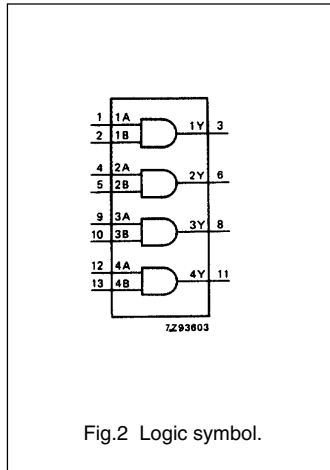 1 1A
2 1B
1Y 3
4 2A
5 2B
2Y 6
9 3A
10 3B
3Y 8
12 4A
13 4B
4Y 11
7Z93603
Fig.2 Logic symbol.